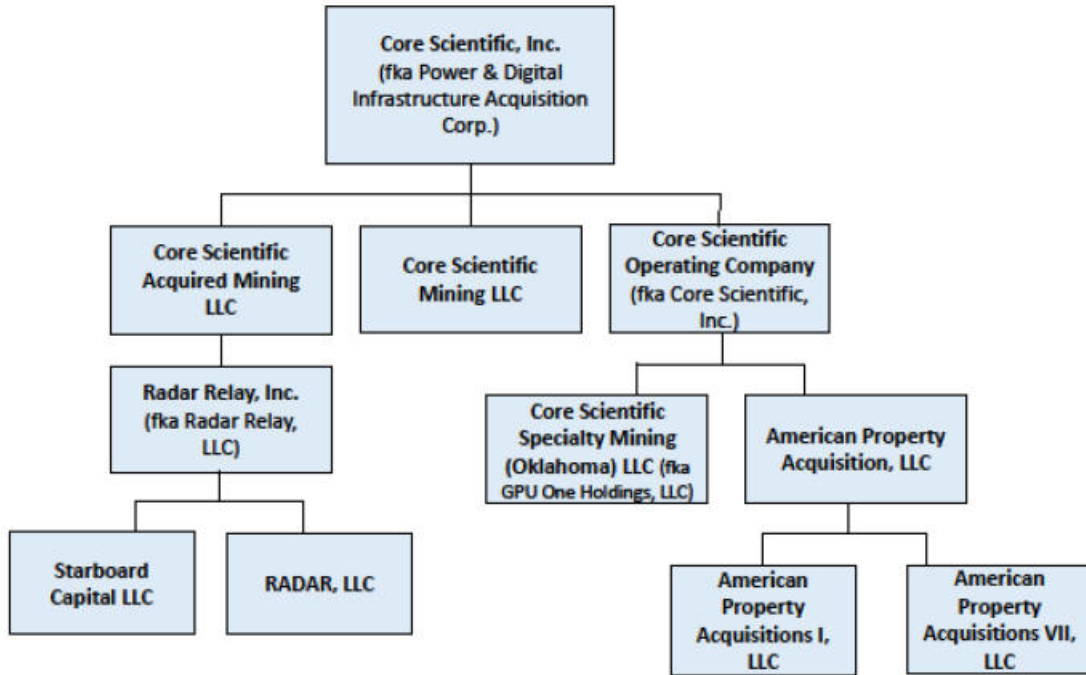 Core Scientific, Inc.
(fka Power & Digital
Infrastructure Acquisition
Corp.)
Core Scientific
Acquired Mining
LLC
Core Scientific
Mining LLC
Core Scientific
Operating Company
(fka Core Scientific,
Inc.)
Radar Relay, Inc.
(fka Radar Relay,
LLC)
Core Scientific
Specialty Mining
(Oklahoma) LLC (fka
GPU One Holdings, LLC)
American Property
Acquisition, LLC
Starboard
Capital LLC
RADAR, LLC
American
Property
Acquisitions I,
LLC
American
Property
Acquisitions VII,
LLC